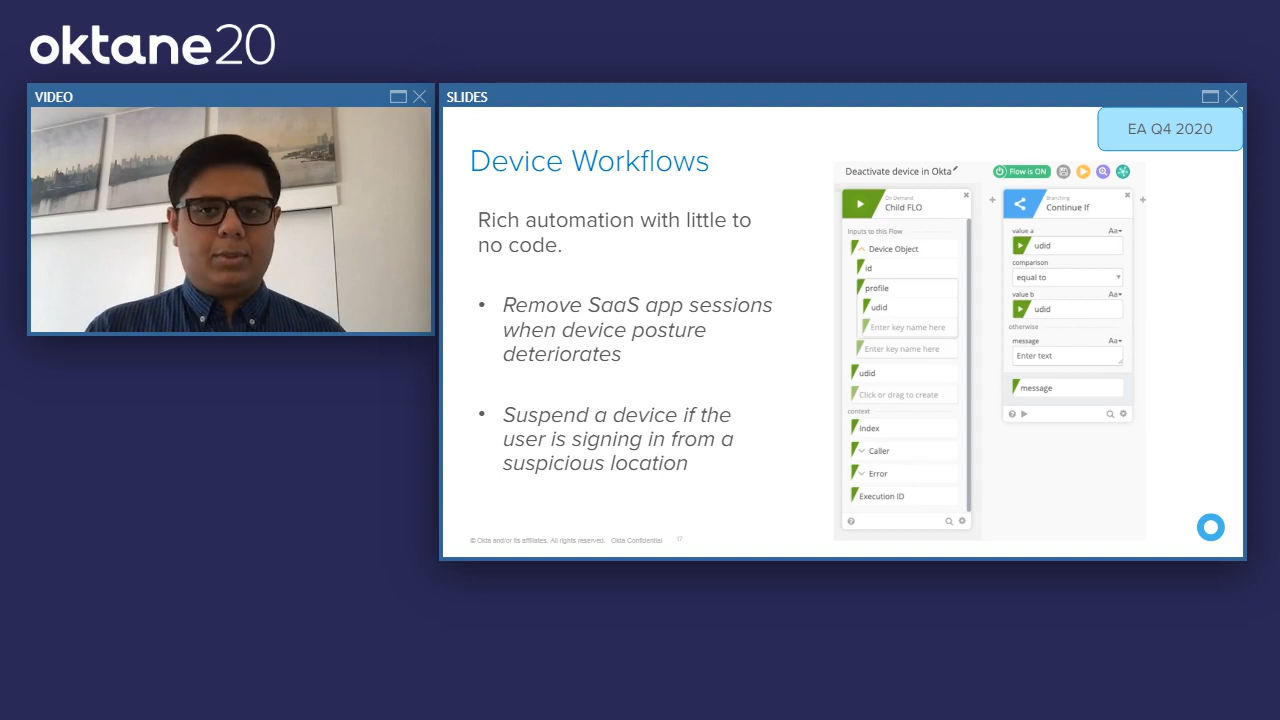 oktane20
VIDEO
SLIDES
EA Q4 2020
Device Workflows
Rich automation with little to
no code.
• Remove SaaS app sessions
when device posture
deteriorates
• Suspend a device if the
user is signing in from a
suspicious location
© Okta and/or its affiliates. All rights reserved. Okta Confidential 17
Deactivate device in Okta
Flow is ON
On Demand
Child FLO
Inputs to this Flow
Device Object
id
profile
udid
Enter key name here
Enter key name here
udid
Click or drag to create
context
Index
Caller
Error
Execution ID
Branching
Continue If
value a Aa
udid
comparison
equal to
value b Aa
udid
otherwise
message Aa
Enter text
message